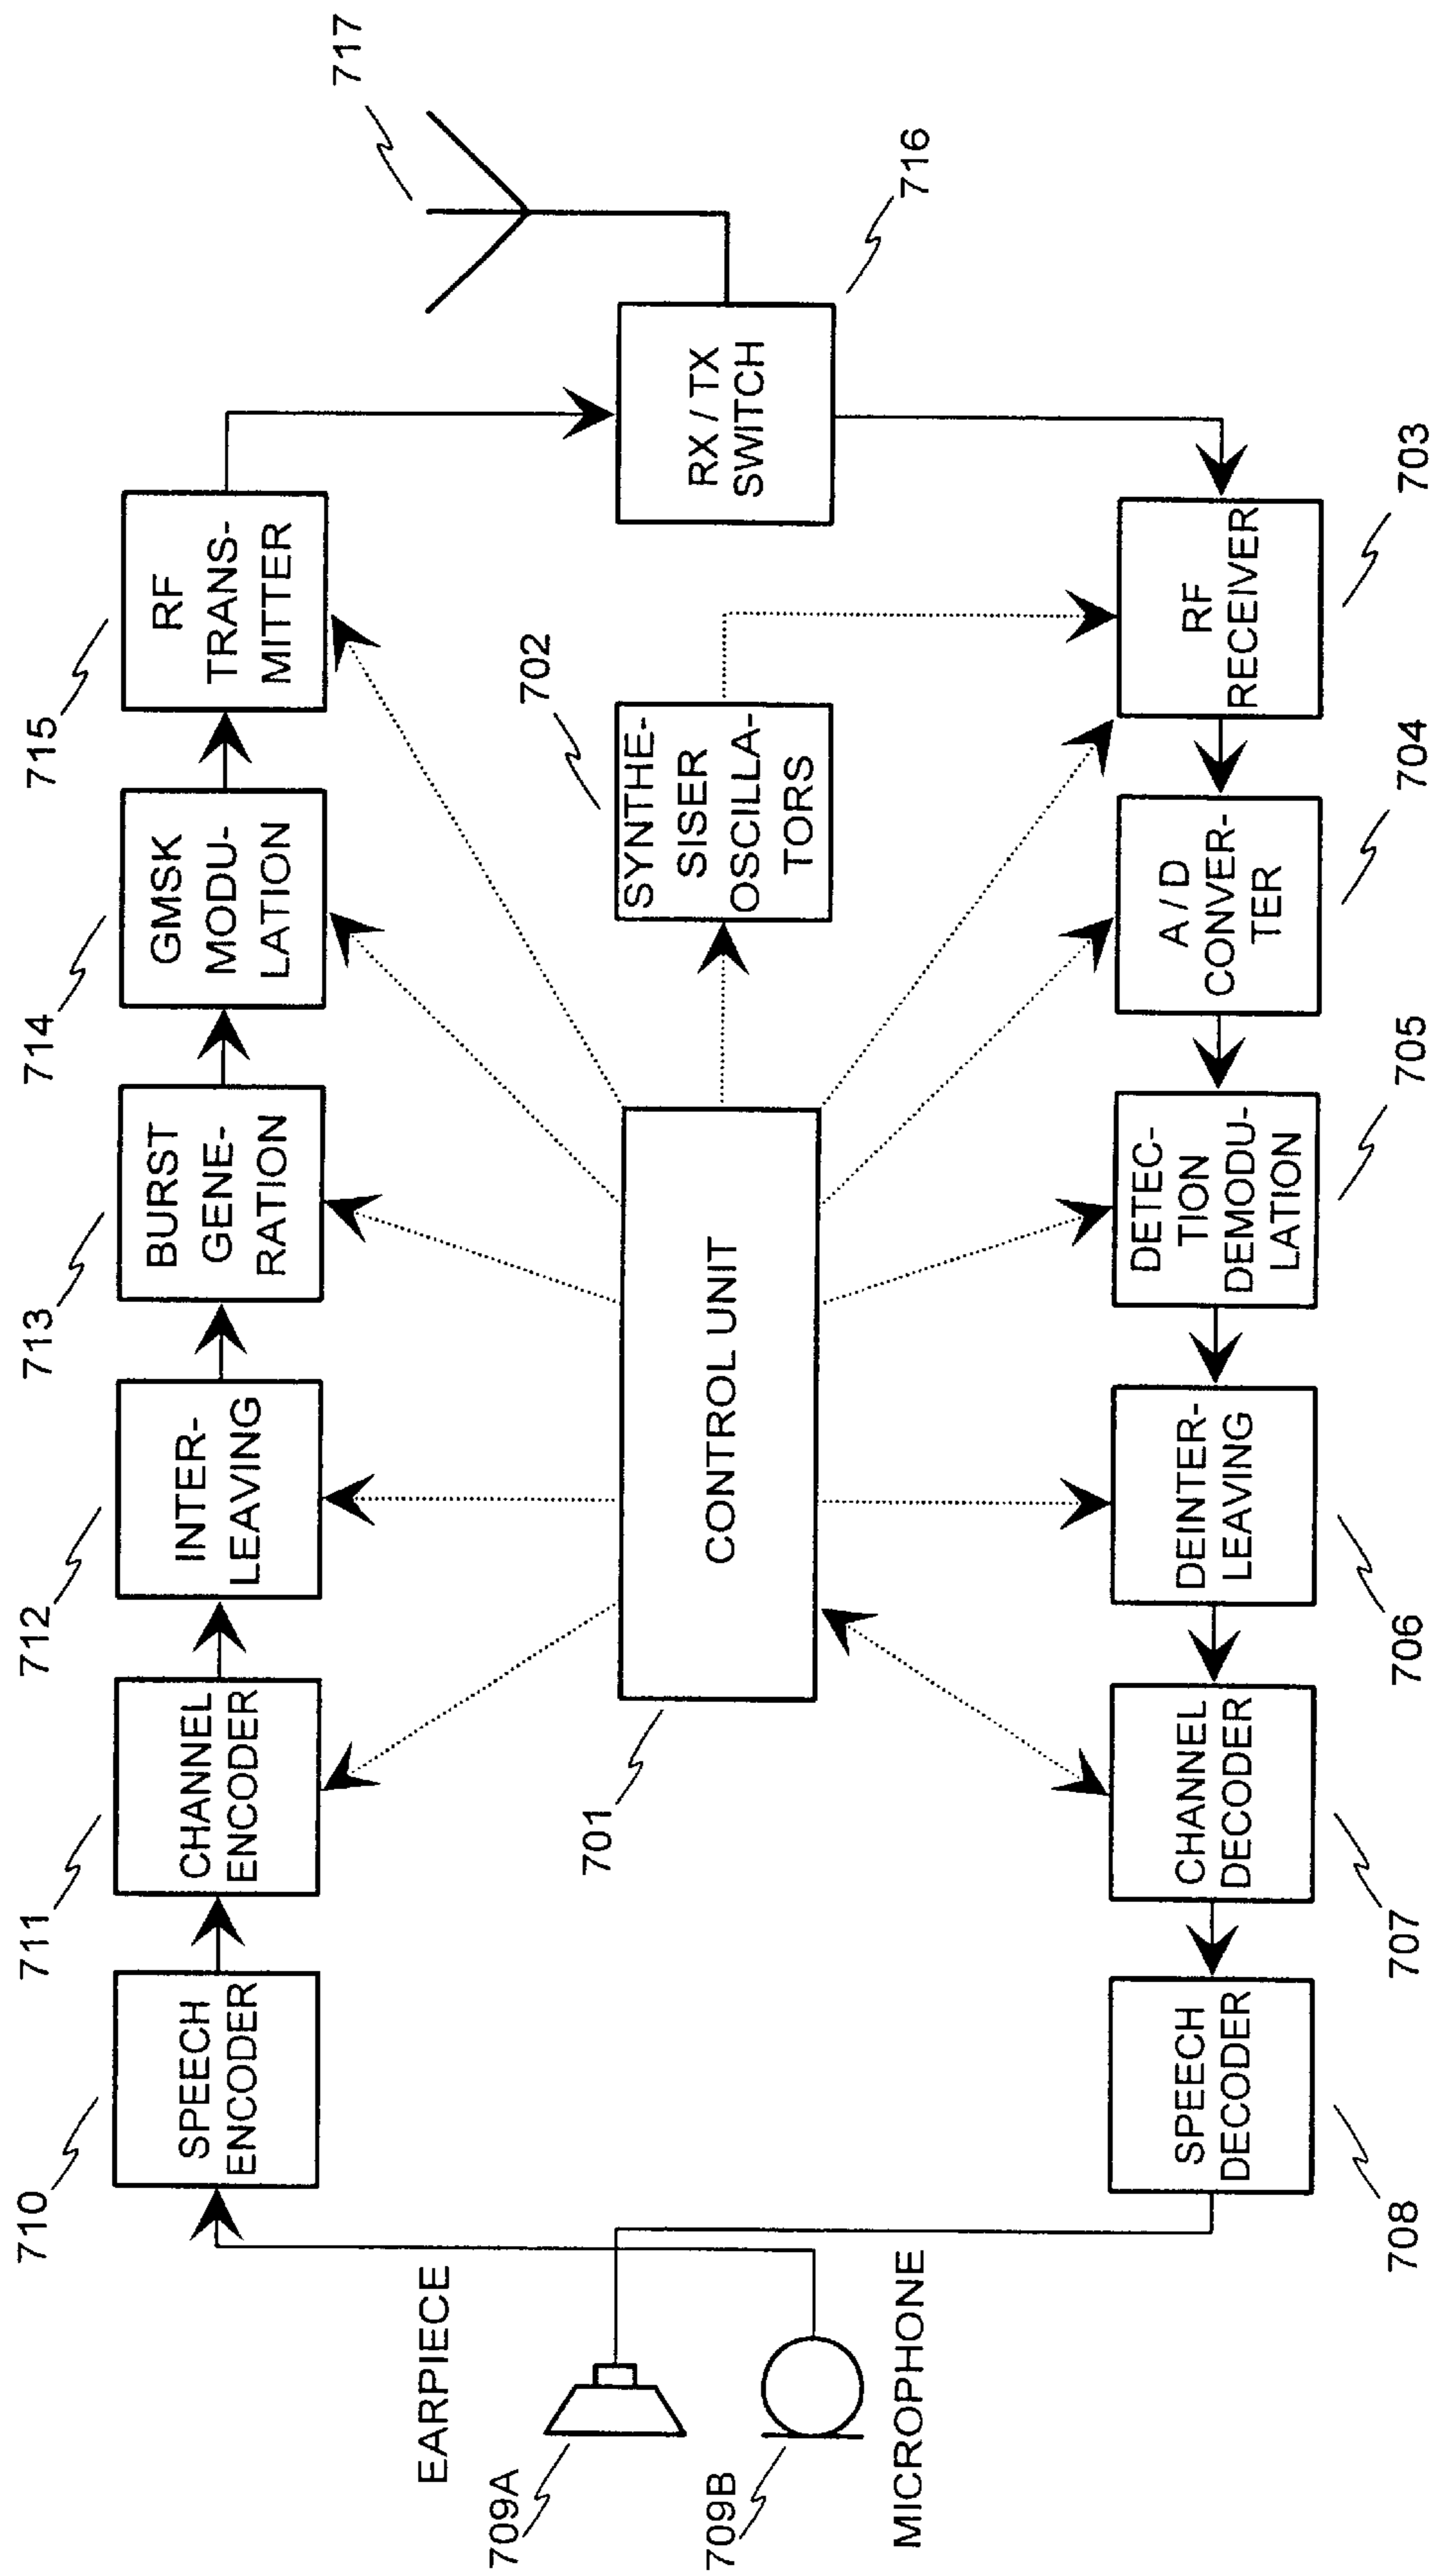 717
715
RF
TRANS-
MITTER
714
GMSK
MODU-
LATION
713
BURST
GENE-
RATION
712
INTER-
LEAVING
711
CHANNEL
ENCODER
710
SPEECH
ENCODER
716
RX / TX
SWITCH
702
SYNTHE-
SISER
OSCILLA-
TORS
CONTROL UNIT
701
EARPIECE
709A
709B
MICROPHONE
RF
RECEIVER
703
A / D
CONVER-
TER
704
DETEC-
TION
DEMODU-
LATION
705
DEINTER-
LEAVING
706
CHANNEL
DECODER
707
SPEECH
DECODER
708